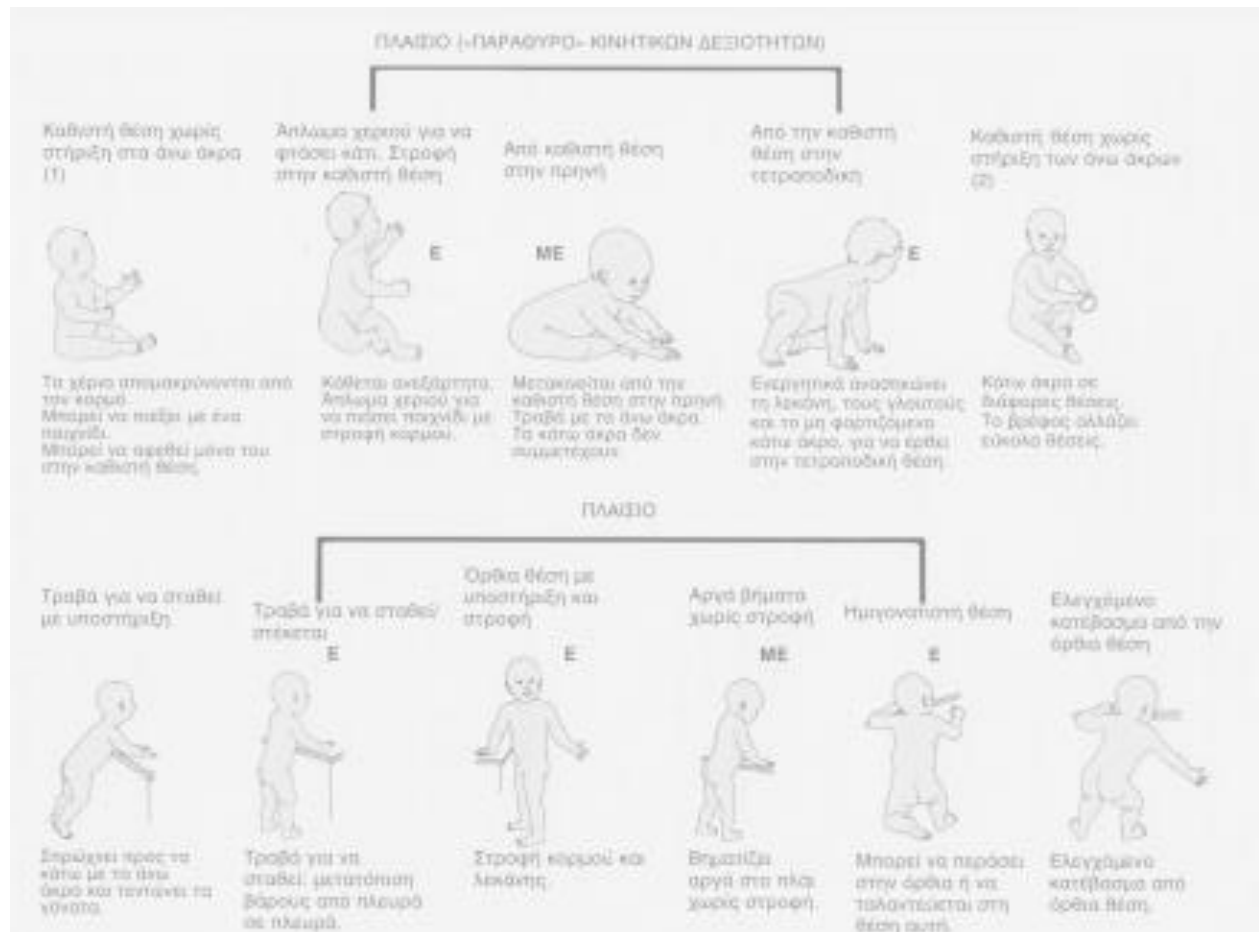 ΠΛΑΙΣΙΟ («ΠΑΡΑΘΥΡΟ» ΚΙΝΗΤΙΚΩΝ ΔΕΞΙΟΤΗΤΩΝ)
Καθιστή θέση χωρίς
στήριξη στα άνω άκρα
(1)
Άπλωμα χεριού για να
φτάσει κάτι. Στροφή
στην καθιστή θέση
Από καθιστή θέση
στην πρηνή
Από την καθιστή
θέση στην
τετραποδική
Καθιστή θέση χωρίς
στήριξη των άνω άκρων
(2)
Ε
ΜΕ
Ε
Τα χέρια απομακρύνονται από
τον κορμό.
Μπορεί να παίξει με ένα
παιχνίδι.
Μπορεί να αφεθεί μόνο του
στην καθιστή θέση.
Κάθεται ανεξάρτητα.
Άπλωμα χεριού για
να πιάσει παιχνίδι με
στροφή κορμού.
Μετακινείται από την
καθιστή θέση στην πρηνή.
Τραβά με τα άνω άκρα.
Τα κάτω άκρα δεν
συμμετέχουν.
Ενεργητικά ανασηκώνει
τη λεκάνη, τους γλουτούς
και το μη φορτιζόμενο
κάτω άκρο, για να έρθει
στην τετραποδική θέση.
Κάτω άκρα σε
διάφορες θέσεις.
Το βρέφος αλλάζει
εύκολα θέσεις.
ΠΛΑΙΣΙΟ
Τραβά για να σταθεί
με υποστήριξη
Τραβά για να σταθεί/
στέκεται
Όρθια θέση με
υποστήριξη και
στροφή
Αργά βήματα
χωρίς στροφή
Ημιγονατιστή θέση
Ελεγχόμενο
κατέβασμα από την
όρθια θέση
Ε
Ε
ΜΕ
Ε
Σπρώχνει προς τα
κάτω με τα άνω
άκρα και τεντώνει τα
γόνατα.
Τραβά για να
σταθεί: μετατόπιση
βάρους από πλευρά
σε πλευρά.
Στροφή κορμού και
λεκάνης.
Βηματίζει
αργά στα πλάι
χωρίς στροφή.
Μπορεί να περάσει
στην όρθια ή να
ταλαντεύεται στη
θέση αυτή.
Ελεγχόμενο
κατέβασμα από
όρθια θέση.